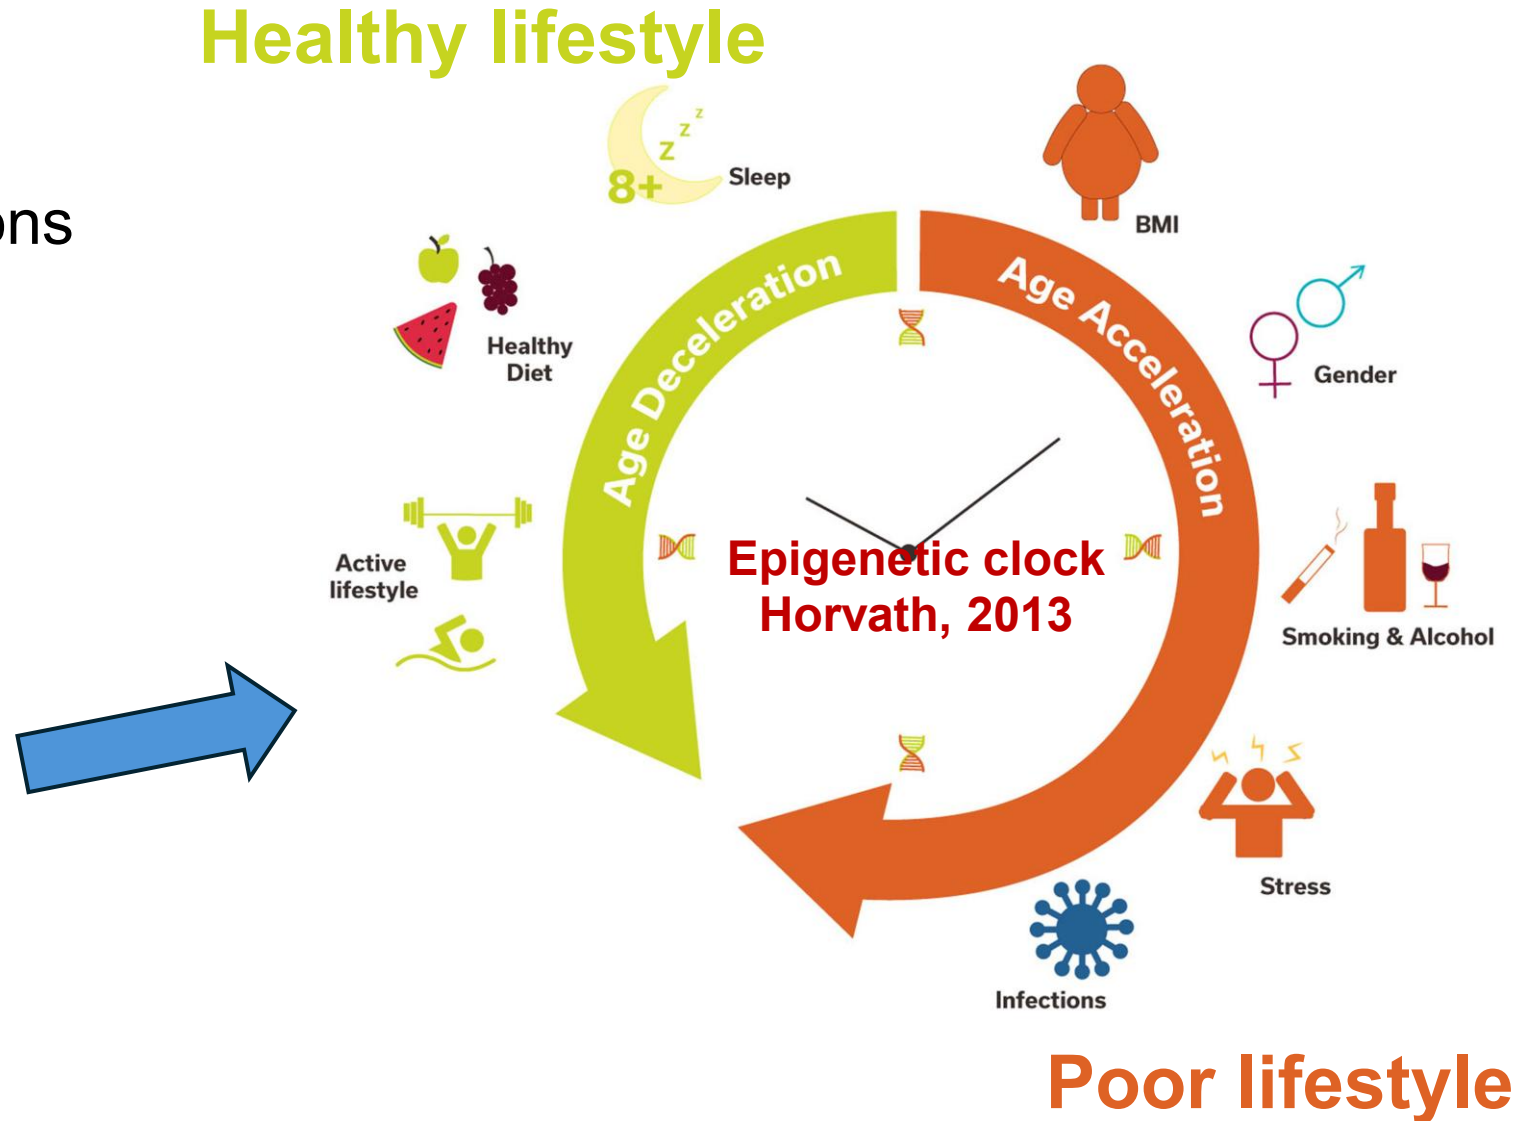 Healthy lifestyle
z
z
z
8+
Sleep
BMI
Healthy
Diet
Age Deceleration
Age Acceleration
Gender
Active
lifestyle
Epigenetic clock
Horvath, 2013
Smoking & Alcohol
Stress
Infections
Poor lifestyle